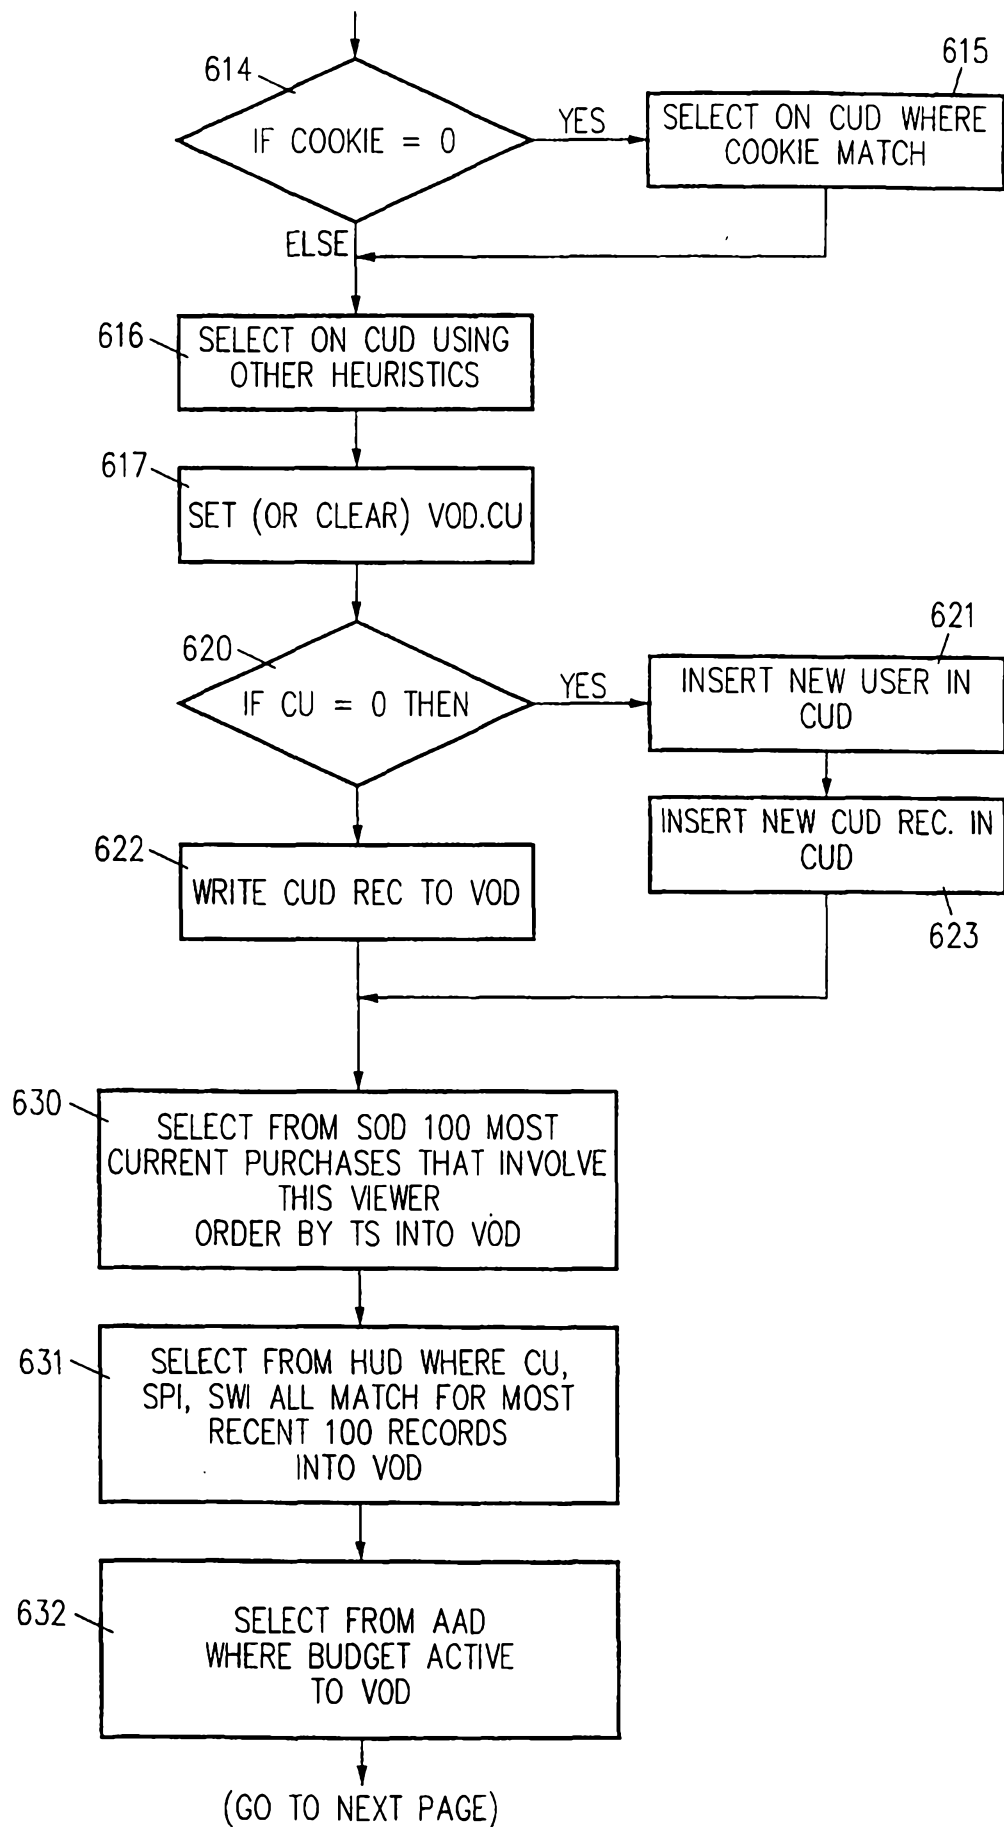 614
IF COOKIE = 0
YES
615
SELECT ON CUD WHERE
COOKIE MATCH
ELSE
616
SELECT ON CUD USING
OTHER HEURISTICS
617
SET (OR CLEAR) VOD.CU
620
IF CU = 0 THEN
YES
621
INSERT NEW USER IN
CUD
INSERT NEW CUD REC. IN
CUD
623
622
WRITE CUD REC TO VOD
630
SELECT FROM SOD 100 MOST
CURRENT PURCHASES THAT INVOLVE
THIS VIEWER
ORDER BY TS INTO VOD
631
SELECT FROM HUD WHERE CU,
SPI, SWI ALL MATCH FOR MOST
RECENT 100 RECORDS
INTO VOD
632
SELECT FROM AAD
WHERE BUDGET ACTIVE
TO VOD
(GO TO NEXT PAGE)